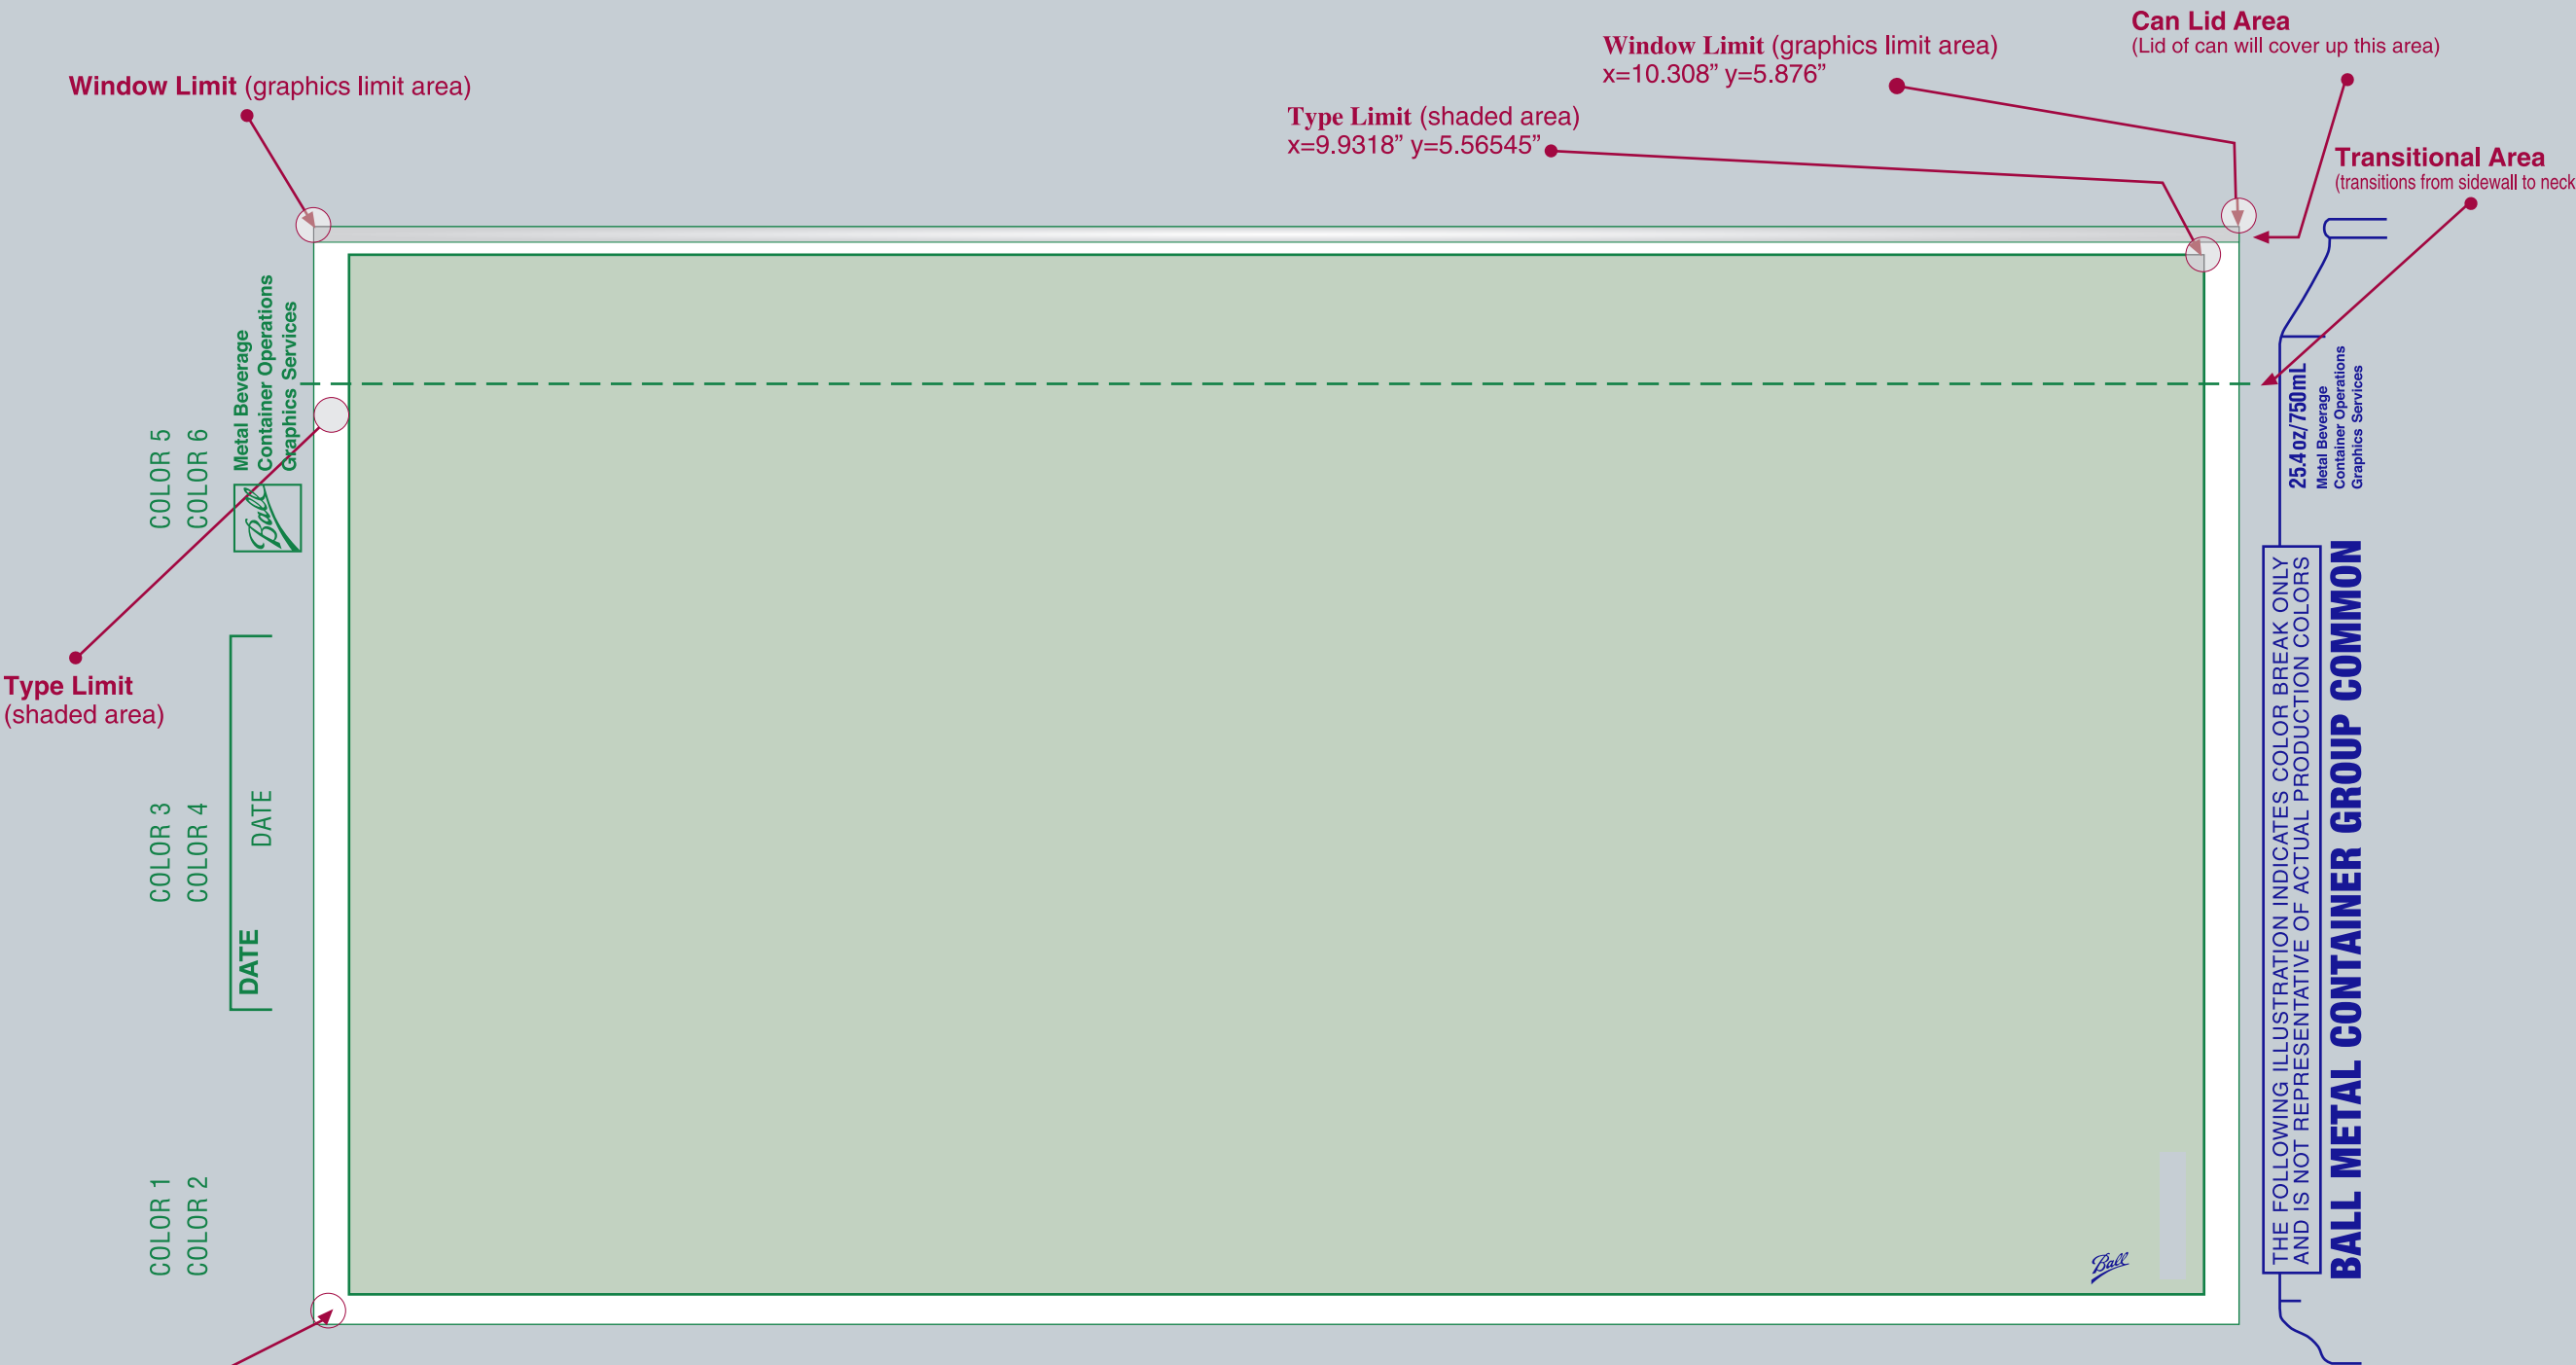 Can Lid Area
(Lid of can will cover up this area)
Window Limit (graphics limit area)
x=10.308” y=5.876”
Window Limit (graphics limit area)
Type Limit (shaded area)
x=9.9318” y=5.56545”
Transitional Area
(transitions from sidewall to neck
COLOR 5
COLOR 6
Metal Beverage
Container Operations
Graphics Services
Ball
Type Limit
(shaded area)
COLOR 3
COLOR 4
DATE
DATE
COLOR 1
COLOR 2
Ball
25.4 oz/750mL
Metal Beverage
Container Operations
Graphics Services
THE FOLLOWING ILLUSTRATION INDICATES COLOR BREAK ONLY
AND IS NOT REPRESENTATIVE OF ACTUAL PRODUCTION COLORS
BALL METAL CONTAINER GROUP COMMON